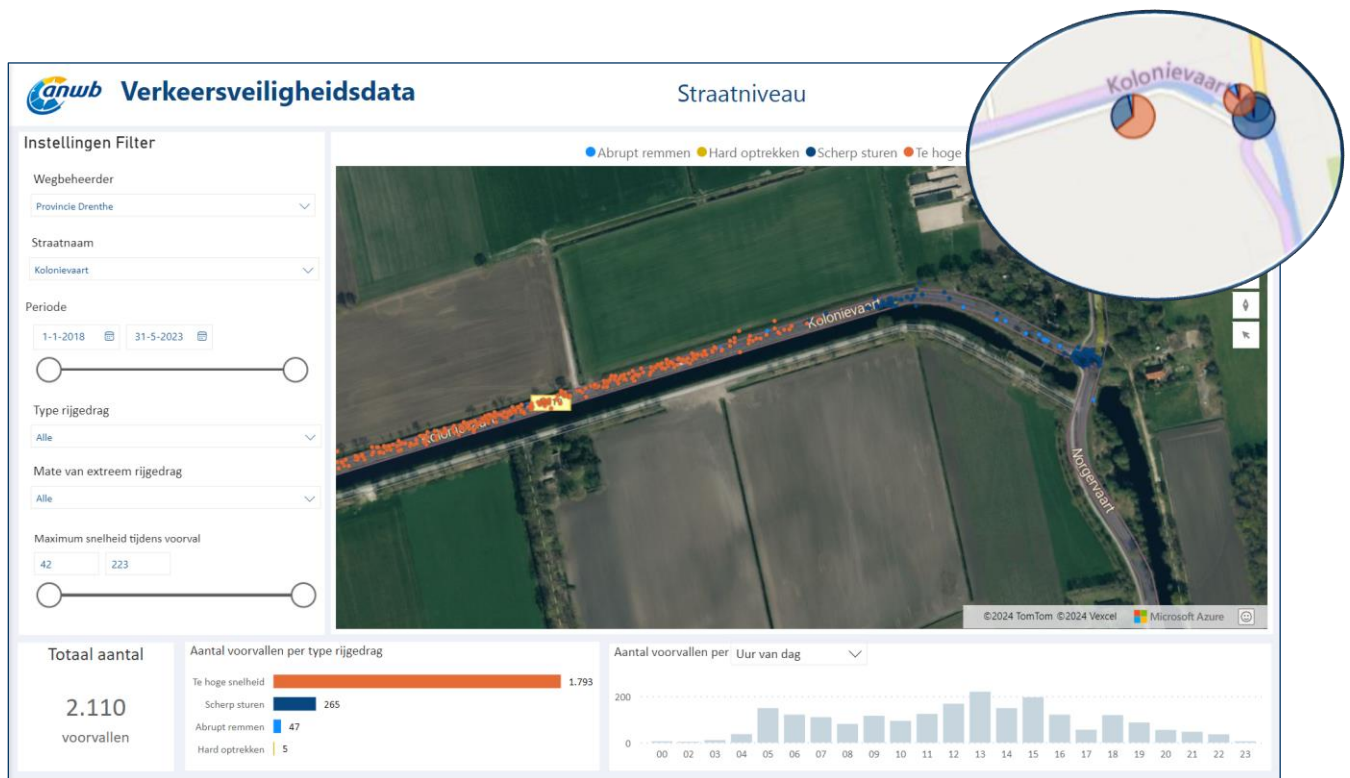 anwb Verkeersveiligheidsdata
Straatniveau
Kolonievaart
Instellingen Filter
Wegbeheerder
Provincie Drenthe
Straatnaam
Kolonievaart
Periode
1-1-2018 31-5-2023
Type rijgedrag
Alle
Mate van extreem rijgedrag
Alle
Maximum snelheid tijdens voorval
42 223
Abrupt remmen Hard optrekken Scherp sturen Te hoge
Kolonievaart
Norgervaart
©2024 TomTom ©2024 Vexcel Microsoft Azure
Totaal aantal
2.110
voorvallen
Aantal voorvallen per type rijgedrag
Te hoge snelheid 1.793
Scherp sturen 265
Abrupt remmen 47
Hard optrekken 5
Aantal voorvallen per Uur van dag
200
0
00 02 03 04 05 06 07 08 09 10 11 12 13 14 15 16 17 18 19 20 21 22 23